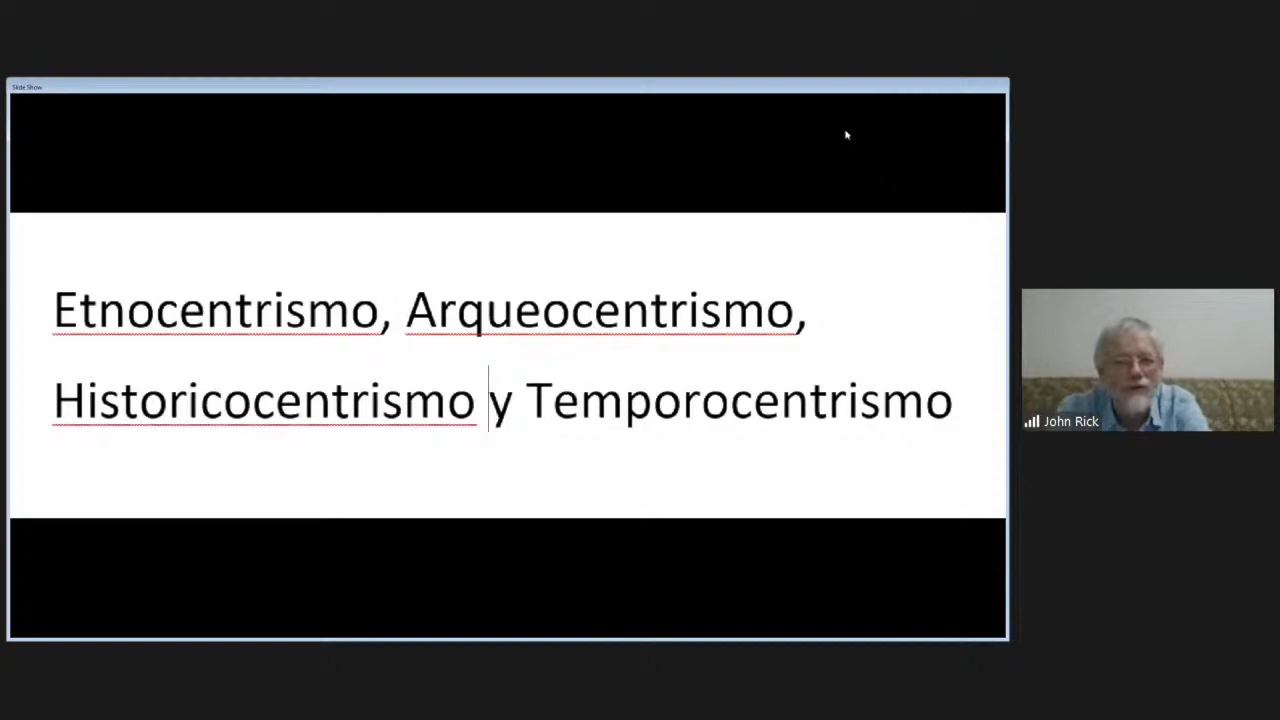 Slide Show
Etnocentrismo, Arqueocentrismo,
Historicocentrismo y Temporocentrismo
John Rick